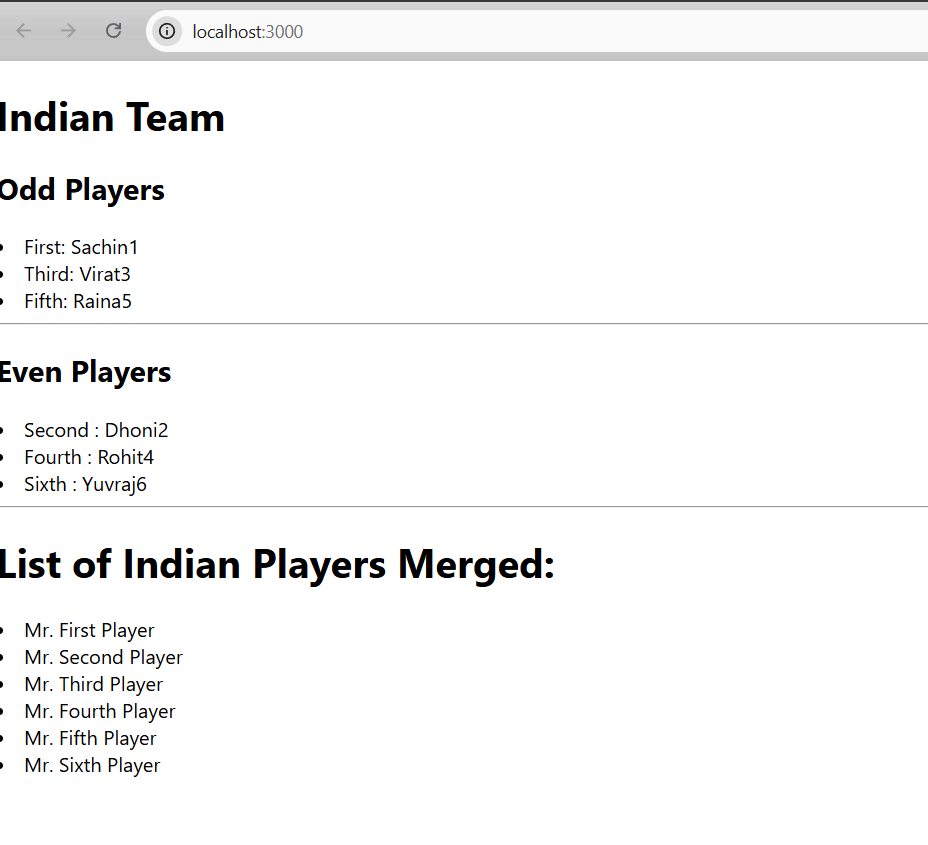 localhost:3000
Indian Team
Odd Players
First: Sachin1
Third: Virat3
Fifth: Raina5
Even Players
Second : Dhoni2
Fourth : Rohit4
Sixth : Yuvraj6
List of Indian Players Merged:
Mr. First Player
Mr. Second Player
Mr. Third Player
Mr. Fourth Player
Mr. Fifth Player
Mr. Sixth Player